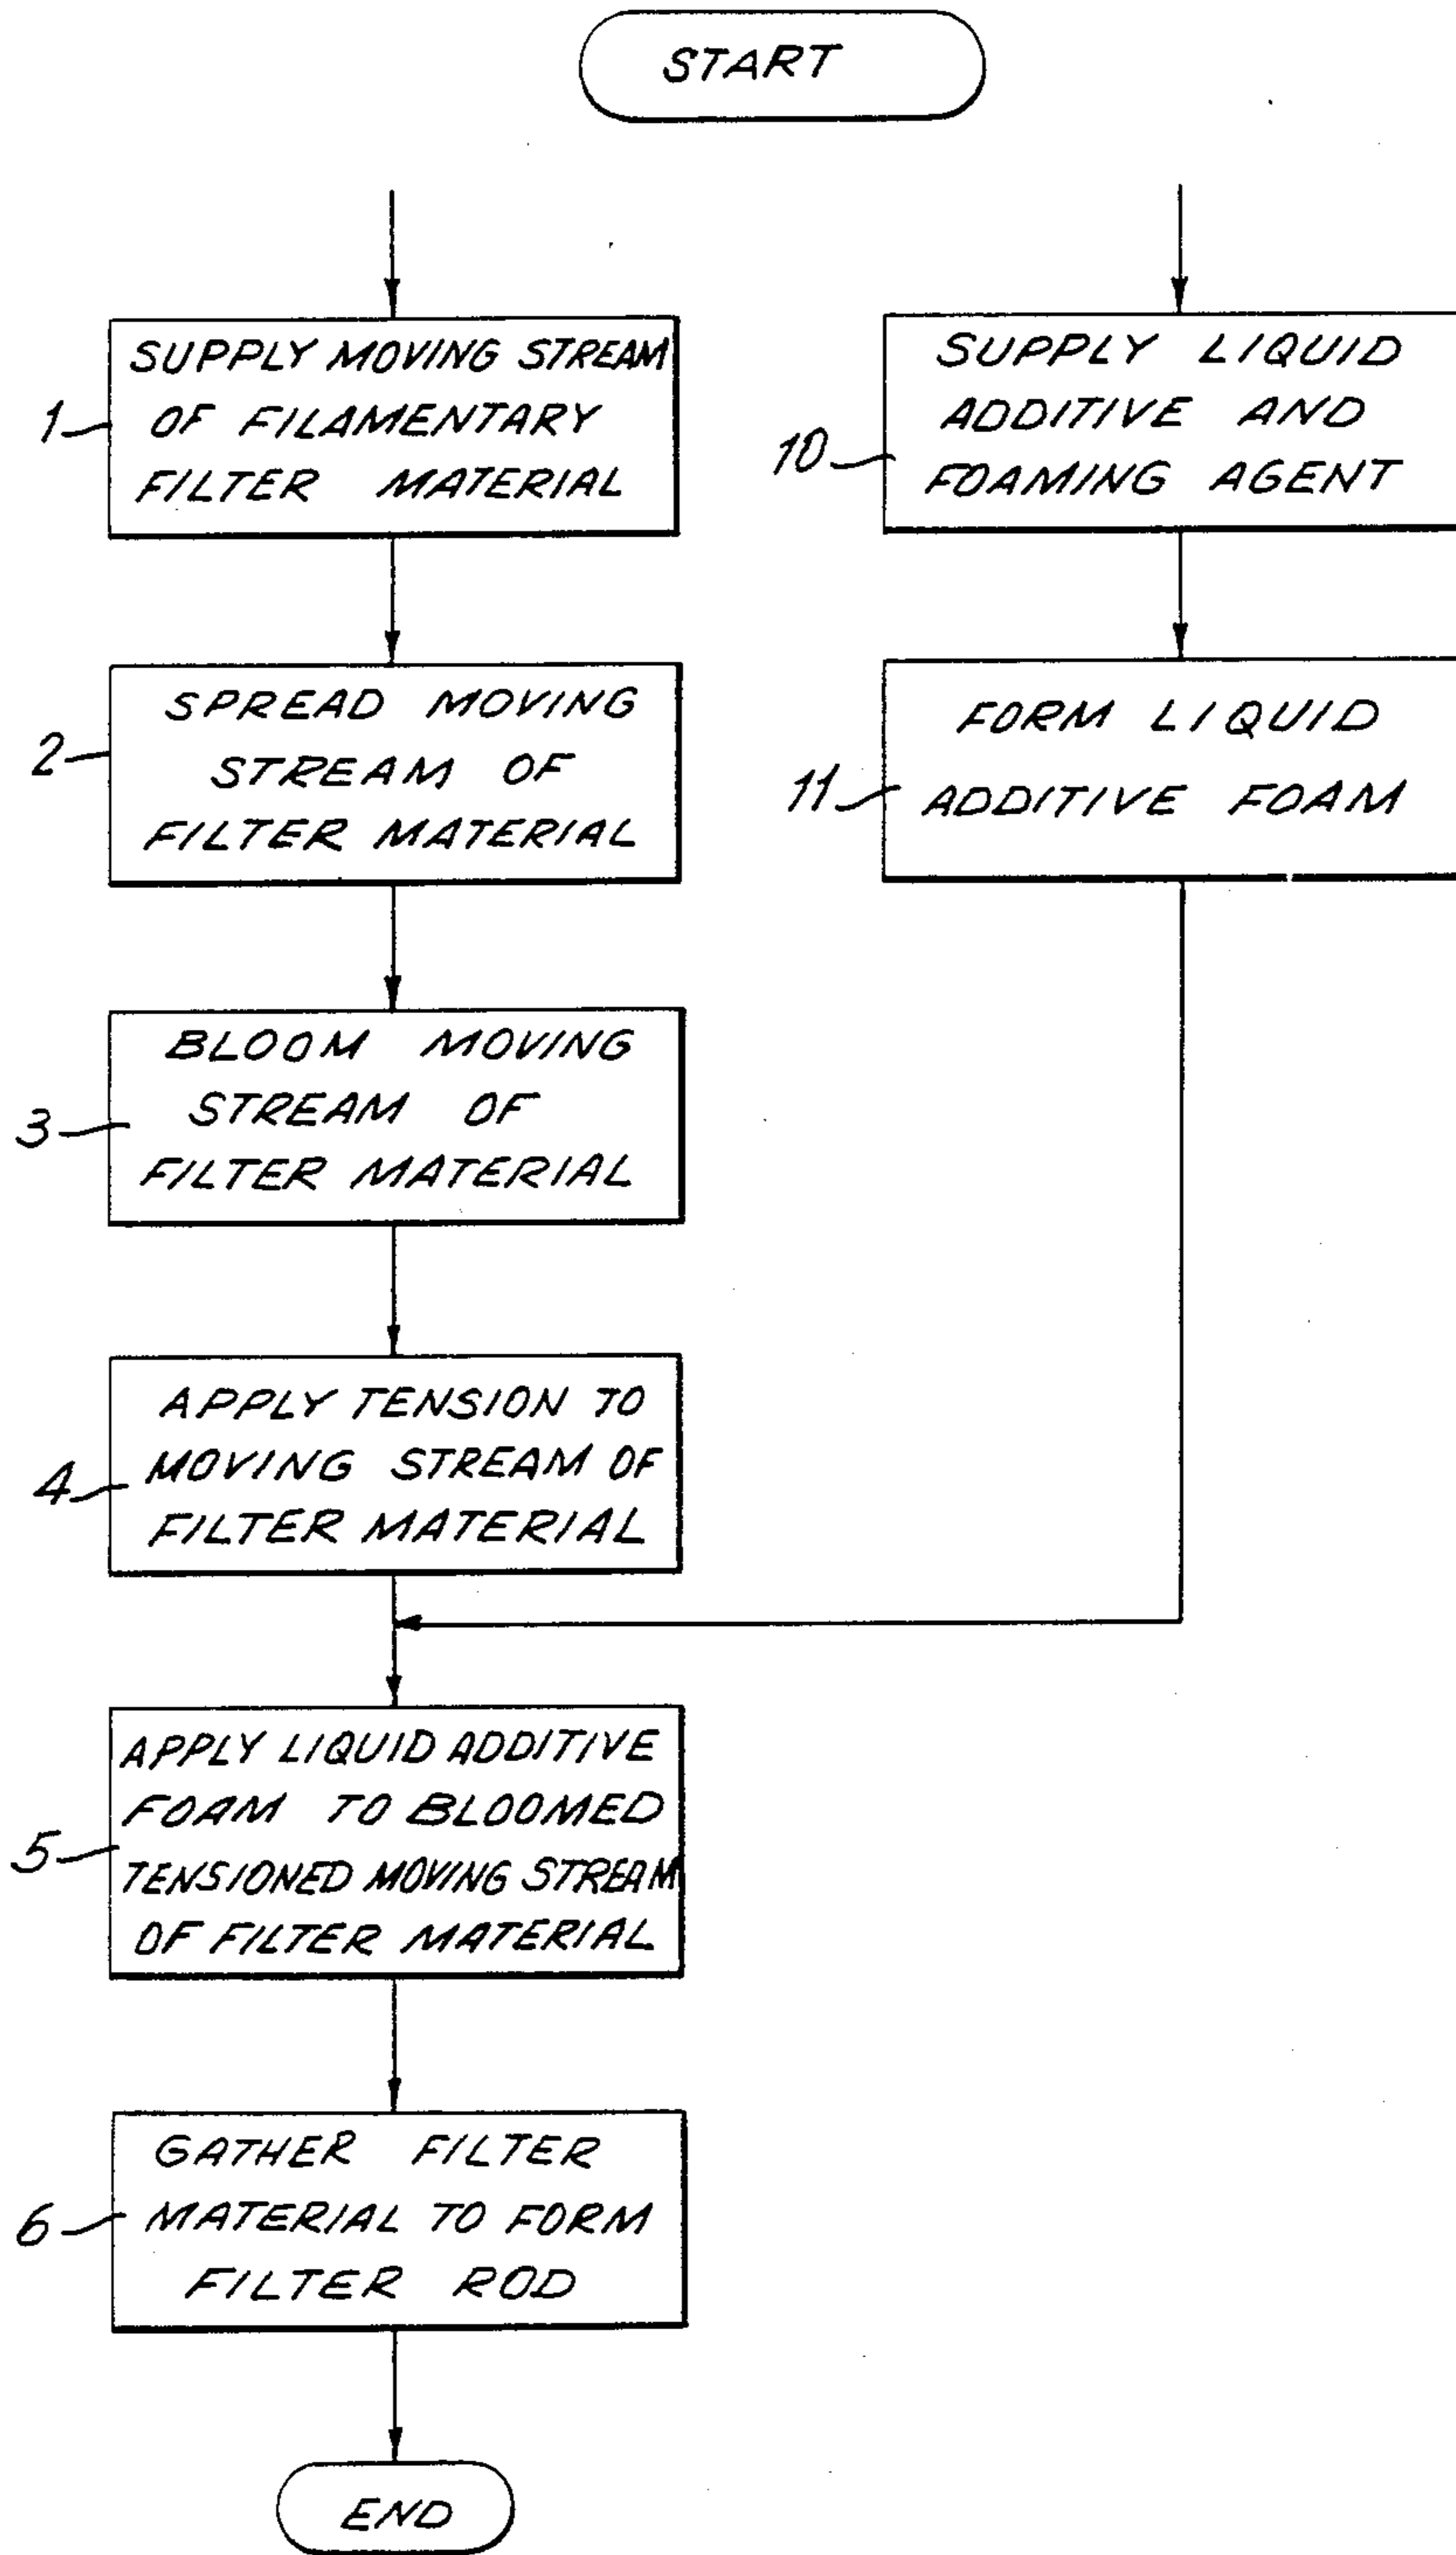 START
1
SUPPLY MOVING STREAM
OF FILAMENTARY
FILTER MATERIAL
10
SUPPLY LIQUID
ADDITIVE AND
FOAMING AGENT
2
SPREAD MOVING
STREAM OF
FILTER MATERIAL
11
FORM LIQUID
ADDITIVE FOAM
3
BLOOM MOVING
STREAM OF
FILTER MATERIAL
4
APPLY TENSION TO
MOVING STREAM OF
FILTER MATERIAL
5
APPLY LIQUID ADDITIVE
FOAM TO BLOOMED
TENSIONED MOVING STREAM
OF FILTER MATERIAL
6
GATHER FILTER
MATERIAL TO FORM
FILTER ROD
END